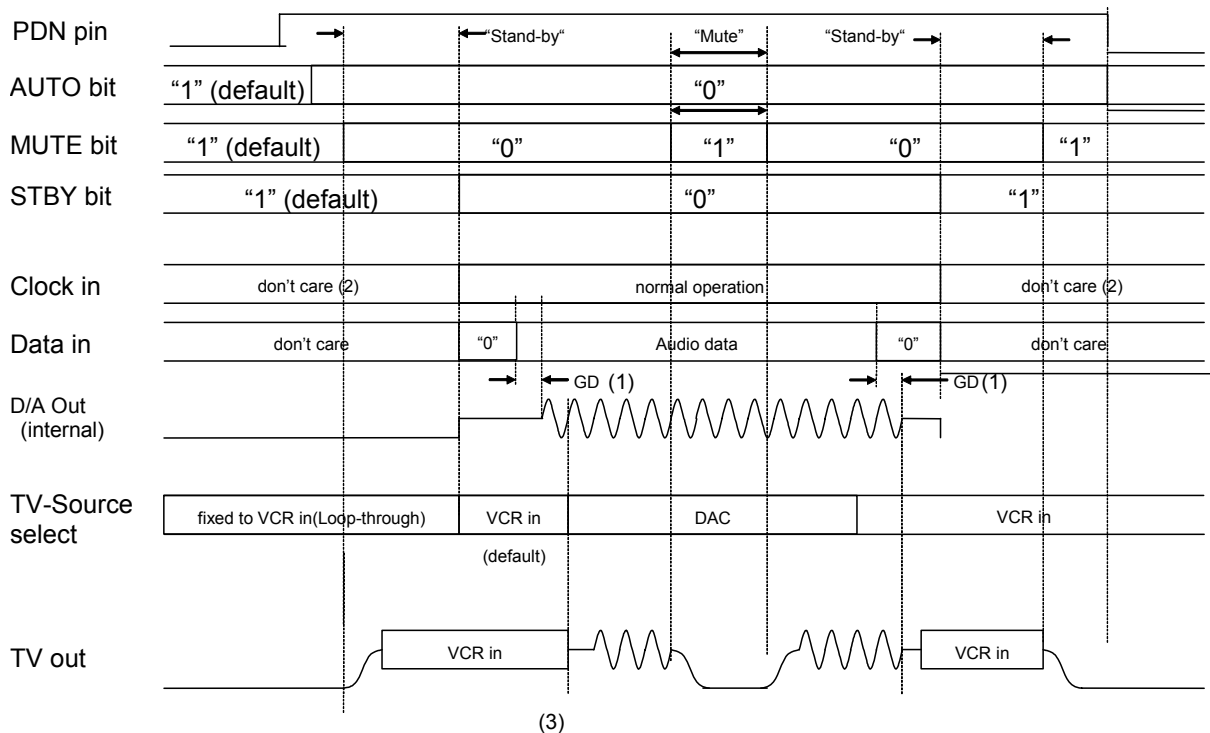 PDN pin
“Stand-by“ “Mute” “Stand-by“
AUTO bit “1” (default) “0”
MUTE bit “1” (default) “0” “1” “0” “1”
STBY bit “1” (default) “0” “1”
Clock in don’t care (2) normal operation don’t care (2)
Data in don’t care “0” Audio data “0” don’t care
GD (1) GD (1)
D/A Out
(internal)
TV-Source
select
fixed to VCR in(Loop-through) VCR in DAC VCR in
(default)
TV out VCR in VCR in
(3)